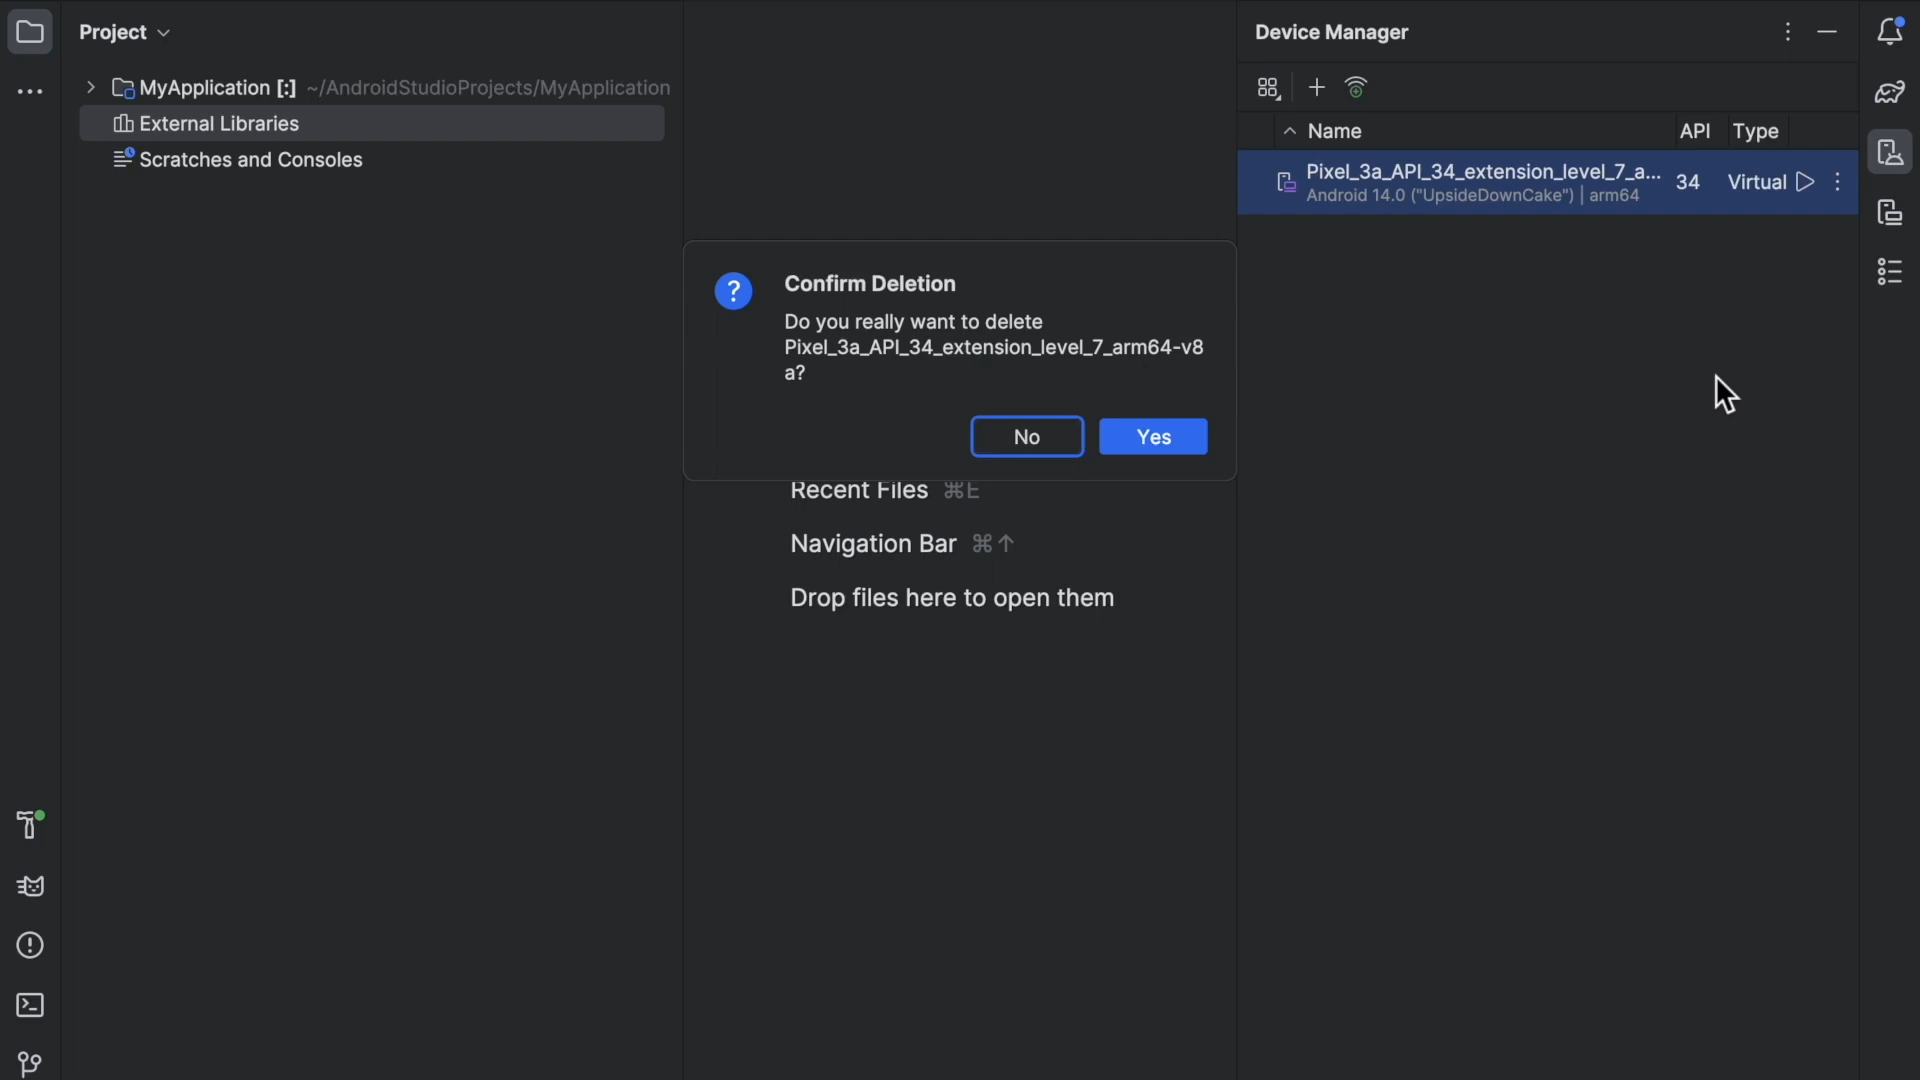 Project
MyApplication [:] ~/AndroidStudioProjects/MyApplication
External Libraries
Scratches and Consoles
Confirm Deletion
Do you really want to delete
Pixel_3a_API_34_extension_level_7_arm64-v8
a?
No Yes
Recent Files ⌘E
Navigation Bar ⌘↑
Drop files here to open them
Device Manager
Name API Type
Pixel_3a_API_34_extension_level_7_a... 34 Virtual
Android 14.0 ("UpsideDownCake") | arm64